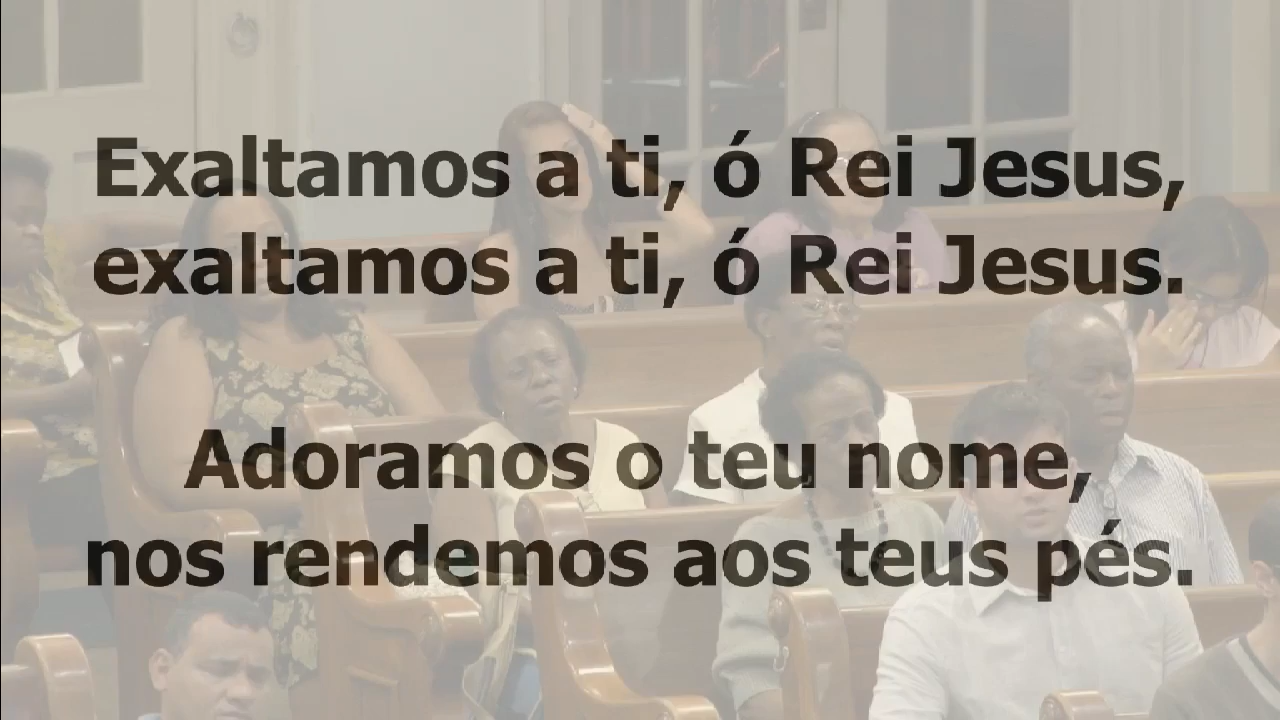 Exaltamos a ti, ó Rei Jesus,
exaltamos a ti, ó Rei Jesus.
Adoramos o teu nome,
nos rendemos aos teus pés.